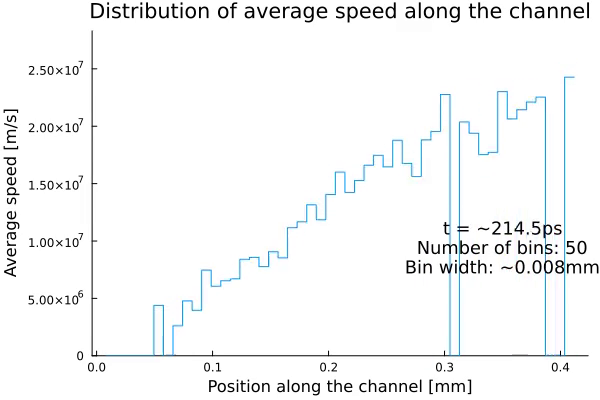 Distribution of average speed along the channel
2.50×10⁷
2.00×10⁷
1.50×10⁷
1.00×10⁷
5.00×10⁶
0
Average speed [m/s]
t = ~214.5ps
Number of bins: 50
Bin width: ~0.008mm
0.0 0.1 0.2 0.3 0.4
Position along the channel [mm]